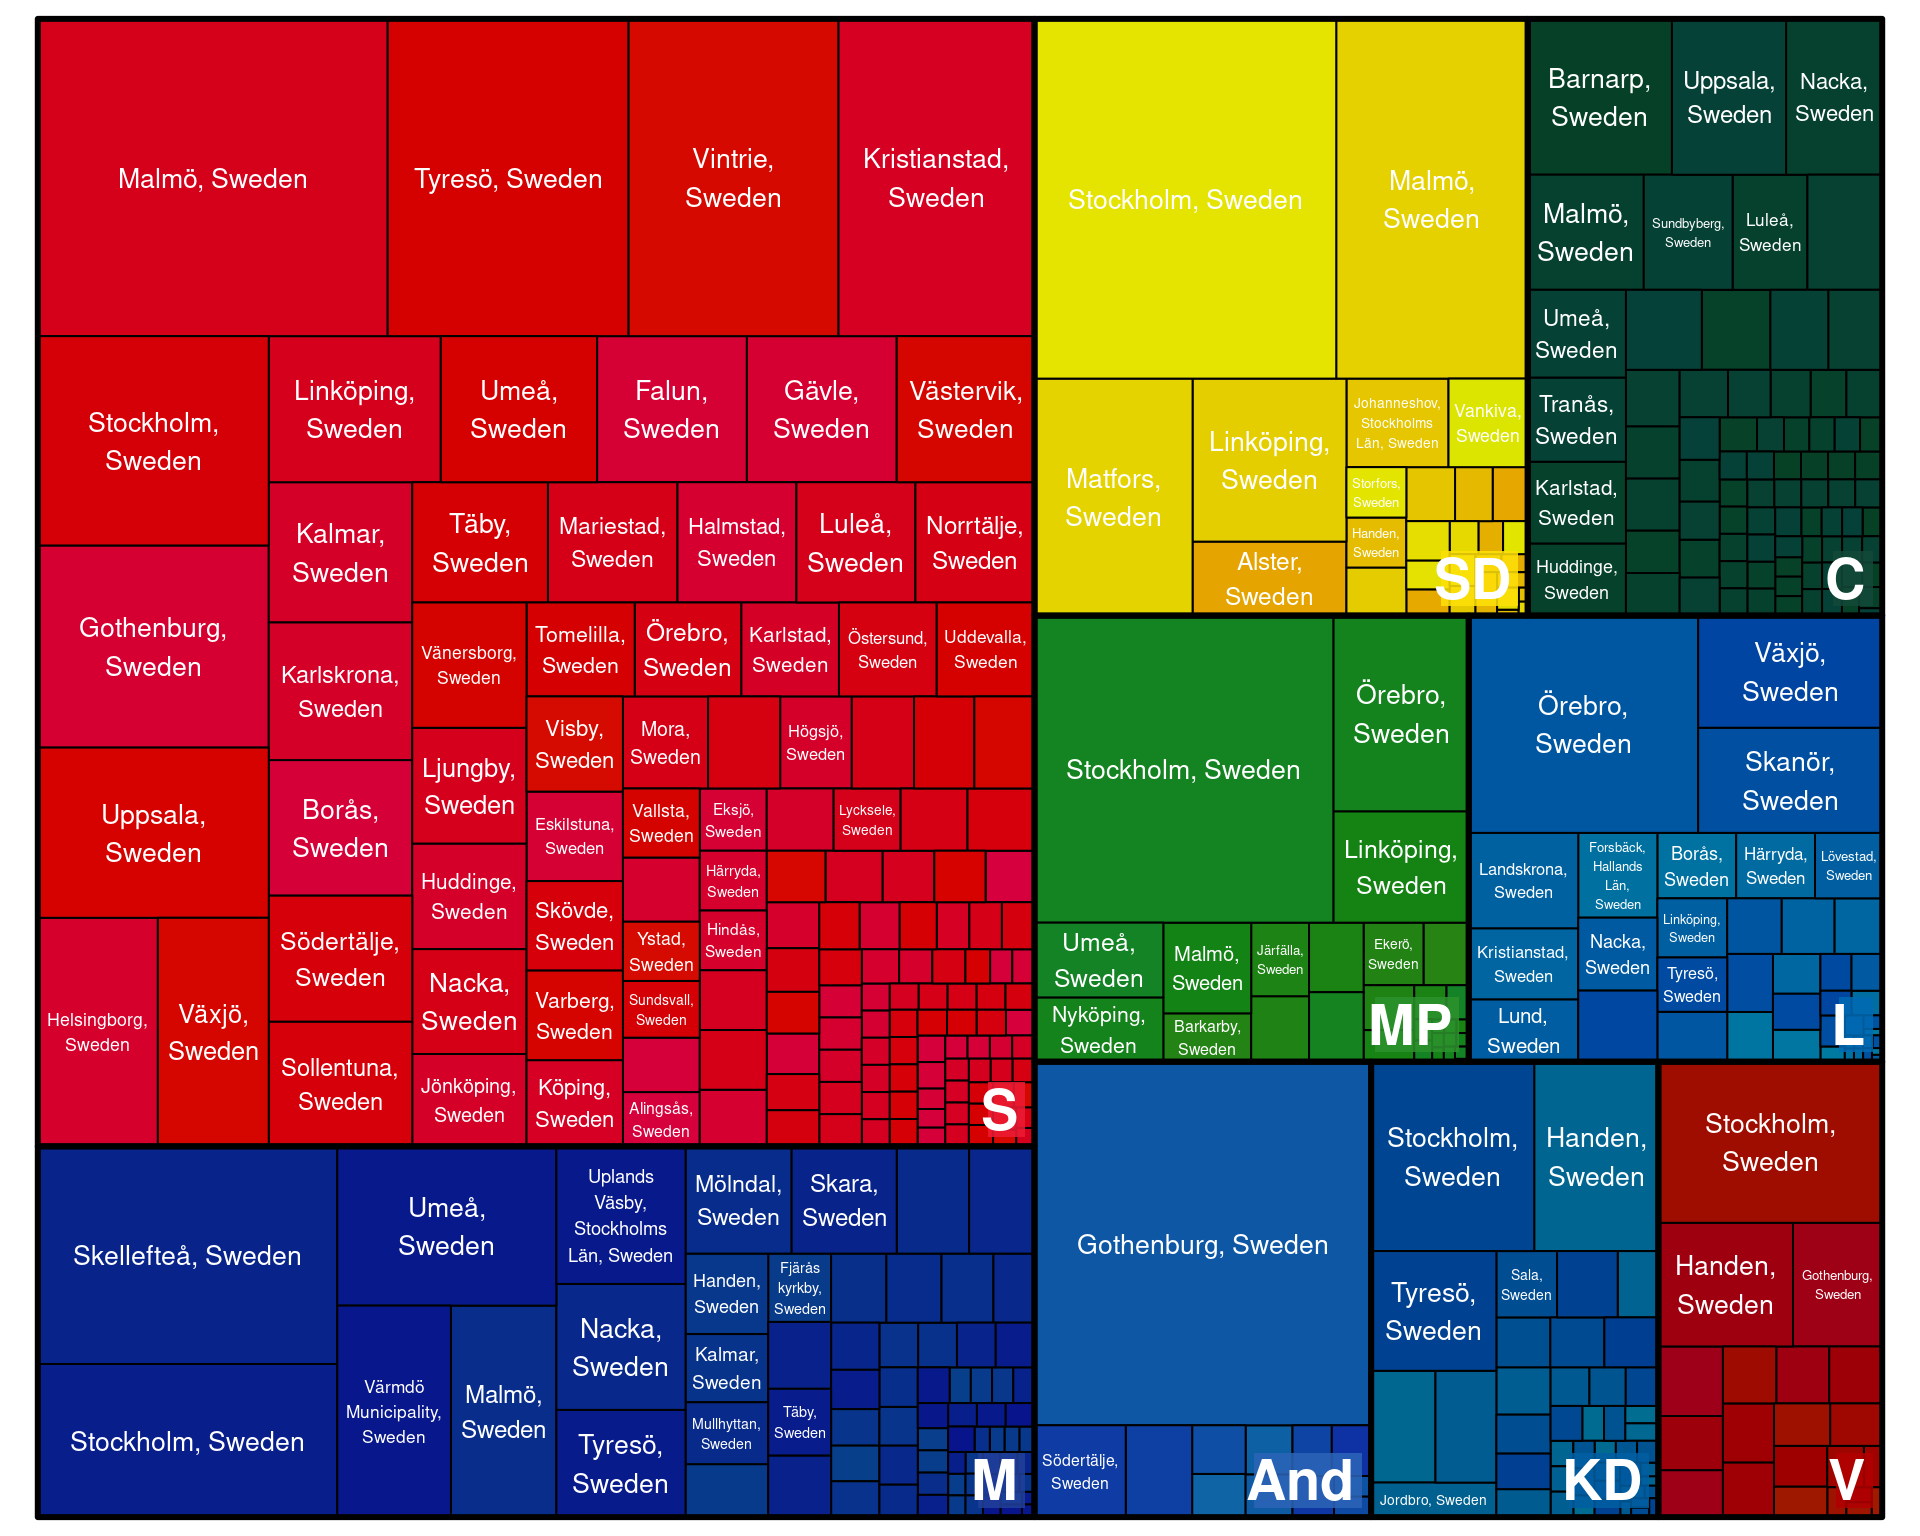 Malmö, Sweden
Tyresö, Sweden
Vintrie,
Sweden
Kristianstad,
Sweden
Stockholm,
Sweden
Linköping,
Sweden
Umeå,
Sweden
Falun,
Sweden
Gävle,
Sweden
Västervik,
Sweden
Gothenburg,
Sweden
Kalmar,
Sweden
Täby,
Sweden
Mariestad,
Sweden
Halmstad,
Sweden
Luleå,
Sweden
Norrtälje,
Sweden
Karlskrona,
Sweden
Vänersborg,
Sweden
Tomelilla,
Sweden
Örebro,
Sweden
Karlstad,
Sweden
Östersund,
Sweden
Uddevalla,
Sweden
Visby,
Sweden
Mora,
Sweden
Högsjö,
Sweden
Uppsala,
Sweden
Borås,
Sweden
Ljungby,
Sweden
Eskilstuna,
Sweden
Vallsta,
Sweden
Eksjö,
Sweden
Lycksele,
Sweden
Huddinge,
Sweden
Härryda,
Sweden
Skövde,
Sweden
Ystad,
Sweden
Hindås,
Sweden
Helsingborg,
Sweden
Växjö,
Sweden
Södertälje,
Sweden
Nacka,
Sweden
Varberg,
Sweden
Sundsvall,
Sweden
Sollentuna,
Sweden
Jönköping,
Sweden
Köping,
Sweden
Alingsås,
Sweden
S
Skellefteå, Sweden
Stockholm, Sweden
Umeå,
Sweden
Värmdö
Municipality,
Sweden
Malmö,
Sweden
Uplands
Väsby,
Stockholms
Län, Sweden
Nacka,
Sweden
Tyresö,
Sweden
Mölndal,
Sweden
Skara,
Sweden
Handen,
Sweden
Fjärås
kyrkby,
Sweden
Kalmar,
Sweden
Mullhyttan,
Sweden
Täby,
Sweden
M
Stockholm, Sweden
Malmö,
Sweden
Matfors,
Sweden
Linköping,
Sweden
Alster,
Sweden
Johanneshov,
Stockholms
Län, Sweden
Vankiva,
Sweden
Storfors,
Sweden
Handen,
Sweden
SD
Barnarp,
Sweden
Uppsala,
Sweden
Nacka,
Sweden
Malmö,
Sweden
Sundbyberg,
Sweden
Luleå,
Sweden
Umeå,
Sweden
Tranås,
Sweden
Karlstad,
Sweden
Huddinge,
Sweden
C
Stockholm, Sweden
Örebro,
Sweden
Linköping,
Sweden
Umeå,
Sweden
Nyköping,
Sweden
Malmö,
Sweden
Barkarby,
Sweden
Järfälla,
Sweden
Ekerö,
Sweden
MP
Örebro,
Sweden
Växjö,
Sweden
Skanör,
Sweden
Landskrona,
Sweden
Forsbäck,
Hallands
Län,
Sweden
Borås,
Sweden
Härryda,
Sweden
Lövestad,
Sweden
Kristianstad,
Sweden
Nacka,
Sweden
Linköping,
Sweden
Tyresö,
Sweden
Lund,
Sweden
L
Gothenburg, Sweden
Södertälje,
Sweden
And
Stockholm,
Sweden
Handen,
Sweden
Tyresö,
Sweden
Sala,
Sweden
Jordbro, Sweden
KD
Stockholm,
Sweden
Handen,
Sweden
Gothenburg,
Sweden
V